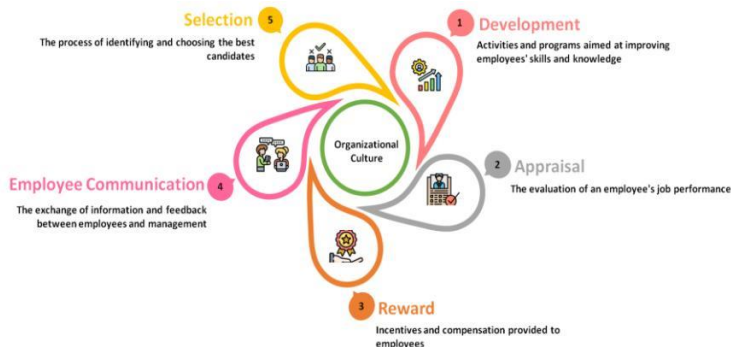 1
Development
Activities and programs aimed at improving
employees' skills and knowledge
2
Appraisal
The evaluation of an employee's job performance
3
Reward
Incentives and compensation provided to
employees
Employee Communication
4
The exchange of information and feedback
between employees and management
Selection
5
The process of identifying and choosing the best
candidates
Organizational
Culture